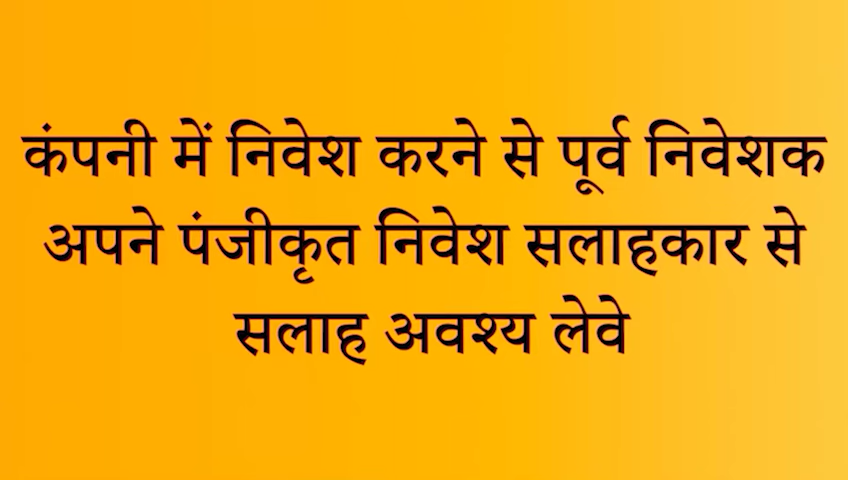 कंपनी में निवेश करने से पूर्व निवेशक
अपने पंजीकृत निवेश सलाहकार से
सलाह अवश्य लेवे